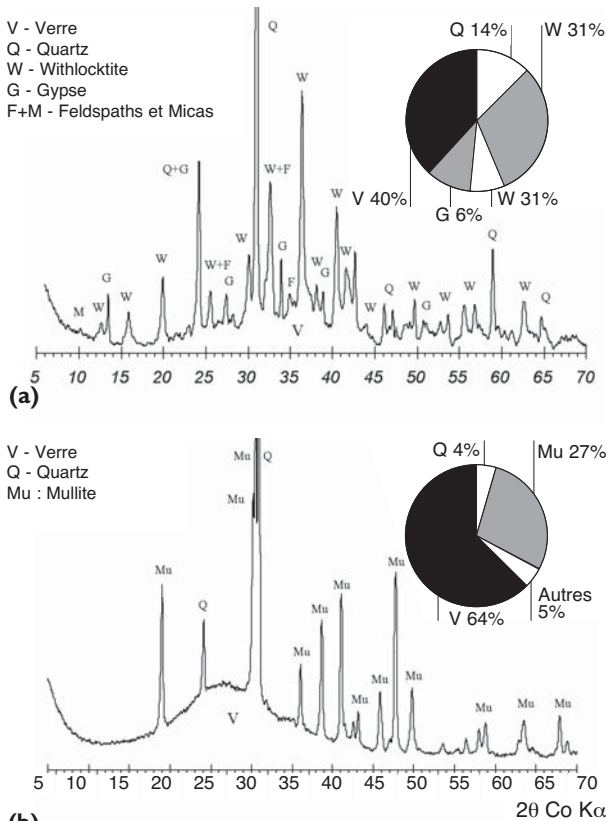 V - Verre
Q - Quartz
W - Withlocktite
G - Gypse
F+M - Feldspaths et Micas
Q 14%
W 31%
V 40%
G 6%
W 31%
M
W
G
W
W
Q+G
W+F
G
W
Q
W+F
G
F
V
W
W
G
W
W
W
Q
W
G
W
W
Q
W
Q
5 10 15 20 25 30 35 40 45 50 55 60 65 70
(a)
V - Verre
Q - Quartz
Mu : Mullite
Q 4%
Mu 27%
Autres
5%
V 64%
Mu
Q
V
Mu
Mu
Q
Mu
Mu
Mu
Mu
Mu
Mu
Mu
Mu
Mu
Mu
5 10 15 20 25 30 35 40 45 50 55 60 65 70
2θ Co Kα
(b)